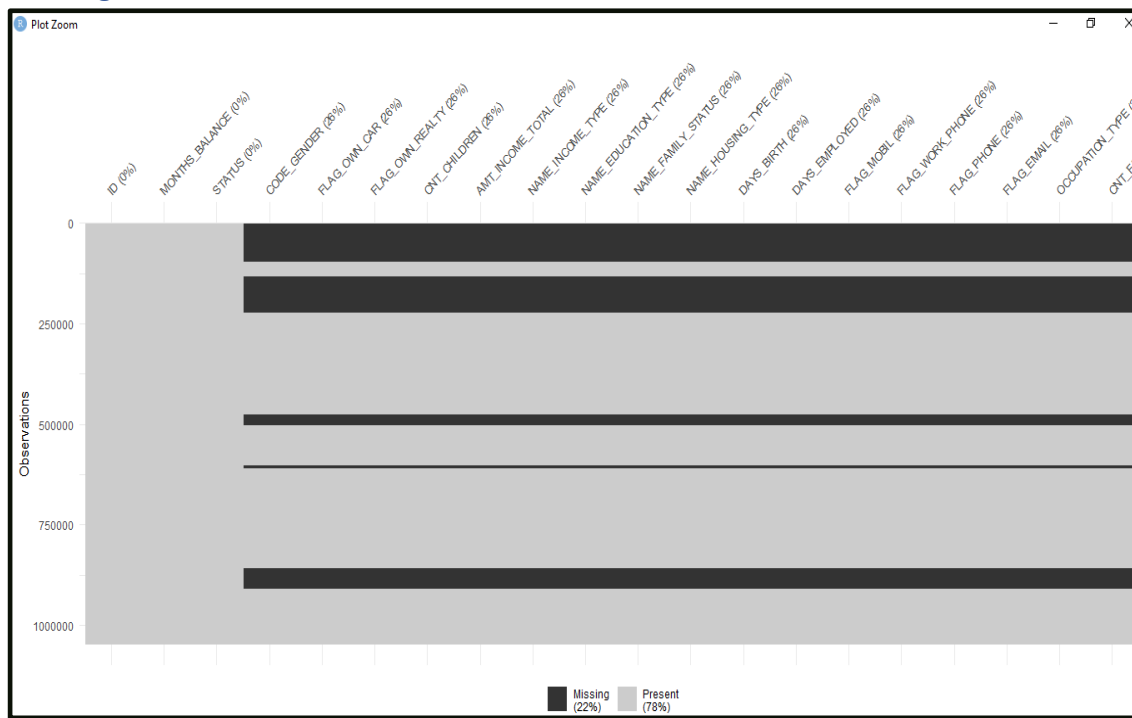 Plot Zoom
ID (0%)
MONTHS_BALANCE (0%)
STATUS (0%)
CODE_GENDER (26%)
FLAG_OWN_CAR (26%)
FLAG_OWN_REALTY (26%)
CNT_CHILDREN (26%)
AMT_INCOME_TOTAL (26%)
NAME_INCOME_TYPE (26%)
NAME_EDUCATION_TYPE (26%)
NAME_FAMILY_STATUS (26%)
NAME_HOUSING_TYPE (26%)
DAYS_BIRTH (26%)
DAYS_EMPLOYED (26%)
FLAG_MOBIL (26%)
FLAG_WORK_PHONE (26%)
FLAG_PHONE (26%)
FLAG_EMAIL (26%)
OCCUPATION_TYPE
0
250000
500000
750000
1000000
Observations
Missing
(22%)
Present
(78%)